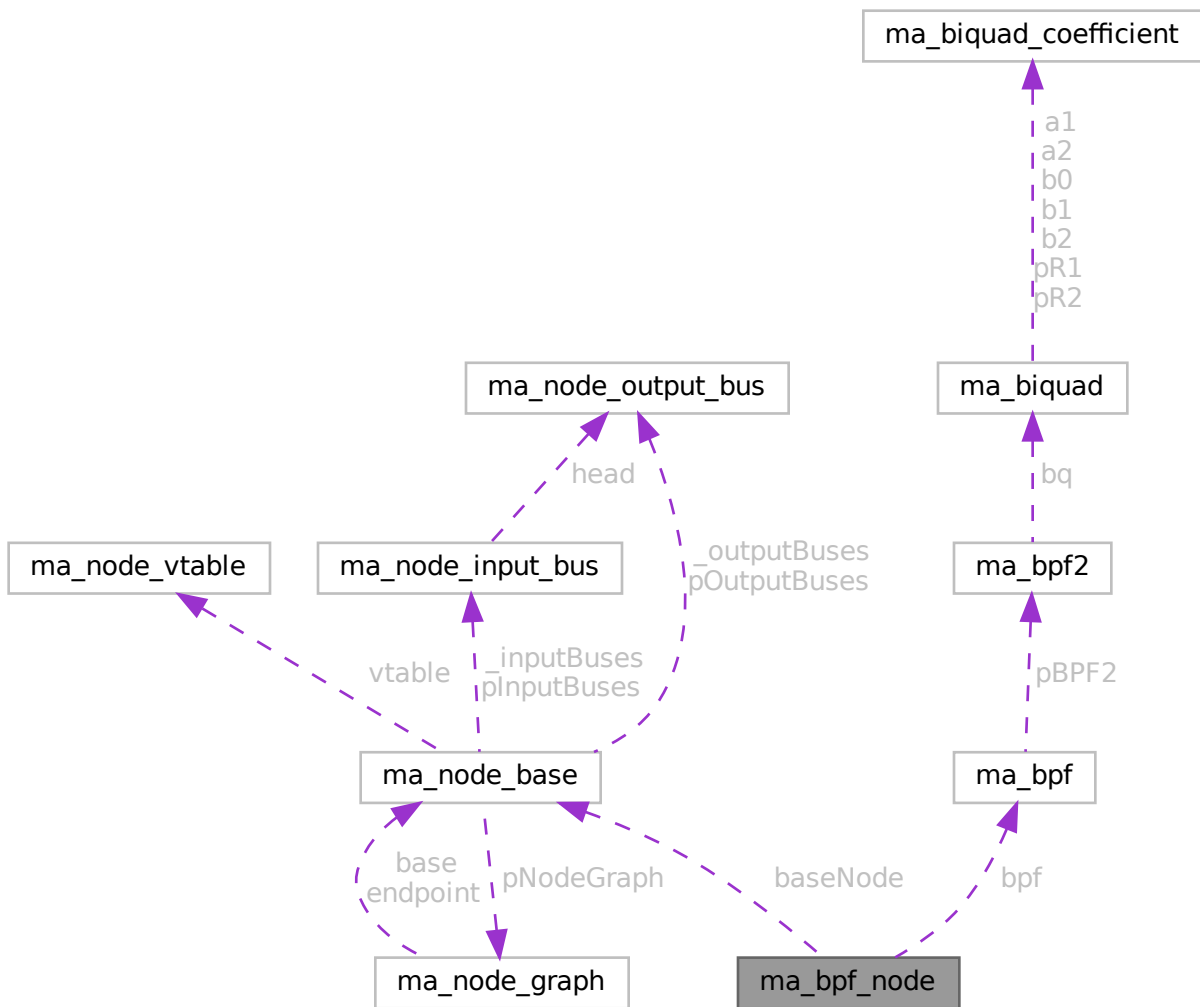 ma_biquad_coefficient
a1
a2
b0
b1
b2
pR1
pR2
ma_node_output_bus
ma_biquad
head
bq
_outputBuses
pOutputBuses
ma_node_vtable
ma_node_input_bus
ma_bpf2
vtable
_inputBuses
pInputBuses
pBPF2
ma_node_base
ma_bpf
base
endpoint
pNodeGraph
baseNode
bpf
ma_node_graph
ma_bpf_node